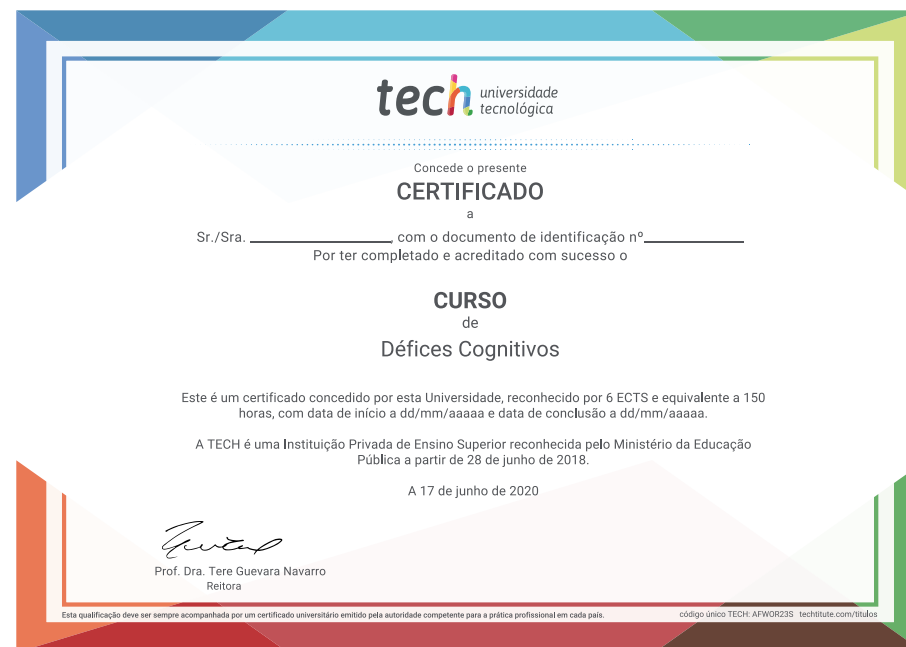 tech universidade
tecnológica
Concede o presente
CERTIFICADO
a
Sr./Sra. , com o documento de identificação nº
Por ter completado e acreditado com sucesso o
CURSO
de
Défices Cognitivos
Este é um certificado concedido por esta Universidade, reconhecido por 6 ECTS e equivalente a 150
horas, com data de início a dd/mm/aaaaa e data de conclusão a dd/mm/aaaaa.
A TECH é uma Instituição Privada de Ensino Superior reconhecida pelo Ministério da Educação
Pública a partir de 28 de junho de 2018.
A 17 de junho de 2020
Prof. Dra. Tere Guevara Navarro
Reitora
Esta qualificação deve ser sempre acompanhada por um certificado universitário emitido pela autoridade competente para a prática profissional em cada país.
código único TECH: AFWOR23S techtitute.com/titulos